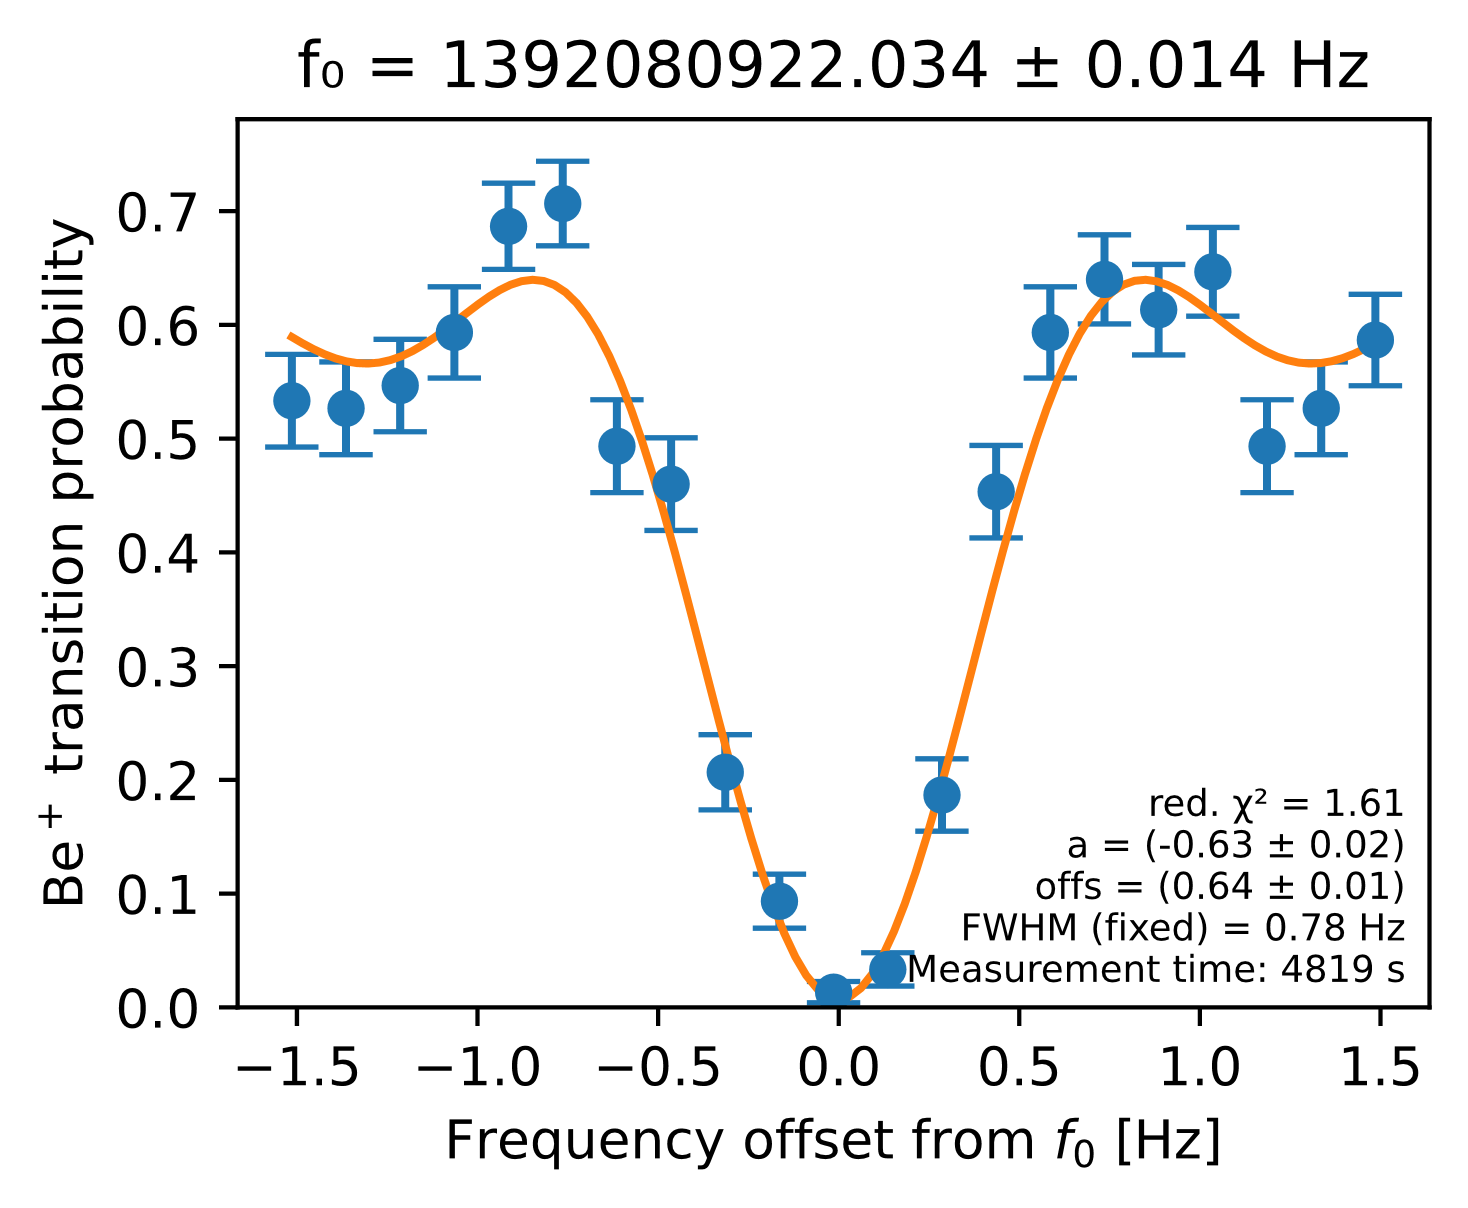 f₀ = 1392080922.034 ± 0.014 Hz
Be⁺ transition probability
0.7
0.6
0.5
0.4
0.3
0.2
0.1
0.0
red. χ² = 1.61
a = (-0.63 ± 0.02)
offs = (0.64 ± 0.01)
FWHM (fixed) = 0.78 Hz
Measurement time: 4819 s
−1.5 −1.0 −0.5 0.0 0.5 1.0 1.5
Frequency offset from f₀ [Hz]